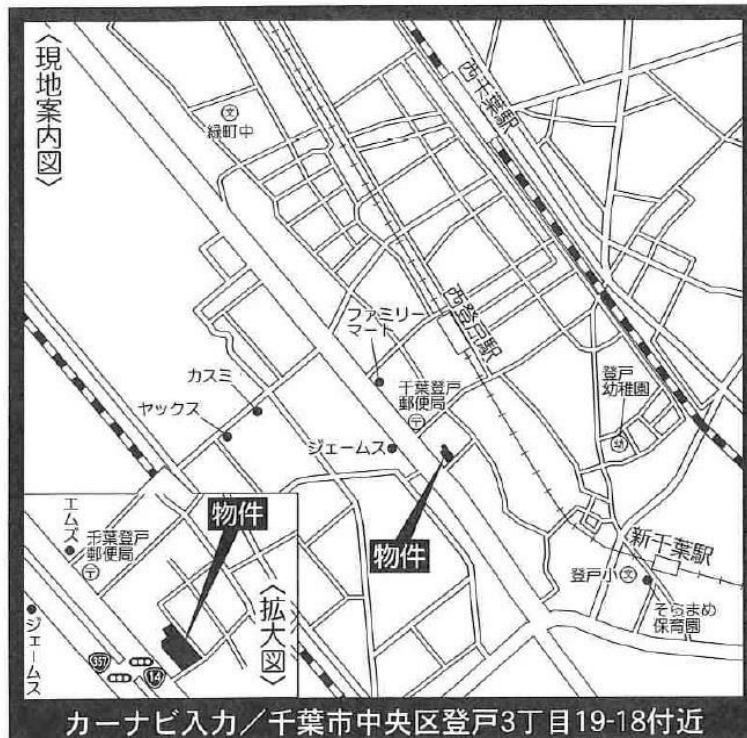 〈現地案内図〉
西千葉駅
文
緑町中
西登戸駅
ファミリー
マート
カスミ
ヤックス
千葉登戸
郵便局
〒
登戸
幼稚園
幼
ジェームス
物件
新千葉駅
登戸小
文
そらまめ
保育園
エムズ
千葉登戸
郵便局
〒
物件
〈拡大図〉
ジェームス
357
14
カーナビ入力／千葉市中央区登戸3丁目19-18付近